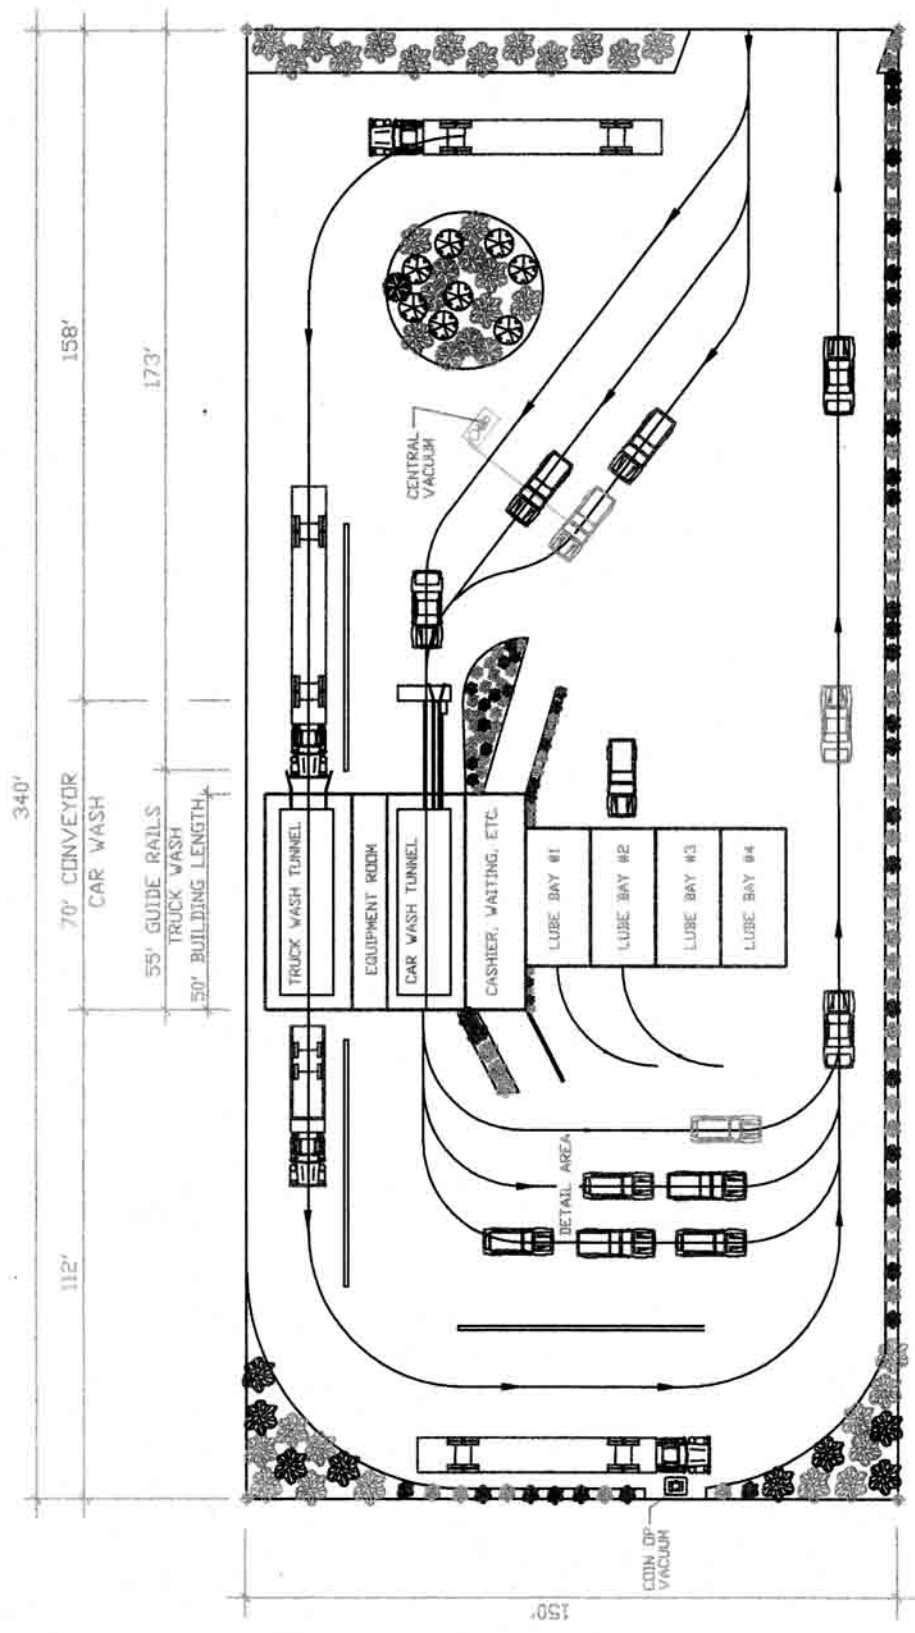 340'
112'
70' CONVEYOR
CAR WASH
158'
55' GUIDE RAILS
TRUCK WASH
173'
50' BUILDING LENGTH
TRUCK WASH TUNNEL
EQUIPMENT ROOM
CAR WASH TUNNEL
CASHIER, WAITING, ETC.
LUBE BAY #1
LUBE BAY #2
LUBE BAY #3
LUBE BAY #4
CENTRAL
VACUUM
DETAIL AREA
COIN OP
VACUUM
150'